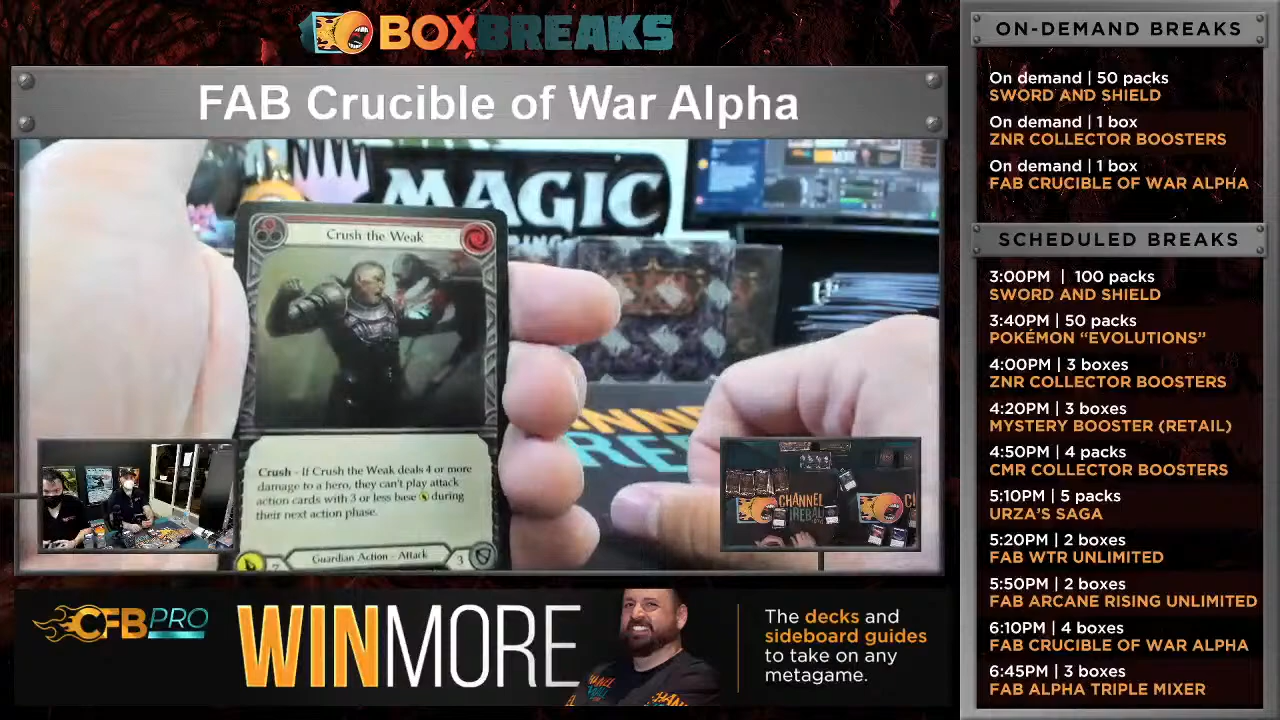 BOXBREAKS
FAB Crucible of War Alpha
MAGIC
Crush the Weak
Crush - If Crush the Weak deals 4 or more
damage to a hero, they can't play attack
action cards with 3 or less base
during
their next action phase.
Guardian Action - Attack
7
3
CHANNEL
FIREBALL
CFBPRO
WINMORE
The decks and
sideboard guides
to take on any
metagame.
ON-DEMAND BREAKS
On demand | 50 packs
SWORD AND SHIELD
On demand | 1 box
ZNR COLLECTOR BOOSTERS
On demand | 1 box
FAB CRUCIBLE OF WAR ALPHA
SCHEDULED BREAKS
3:00PM | 100 packs
SWORD AND SHIELD
3:40PM | 50 packs
POKÉMON “EVOLUTIONS”
4:00PM | 3 boxes
ZNR COLLECTOR BOOSTERS
4:20PM | 3 boxes
MYSTERY BOOSTER (RETAIL)
4:50PM | 4 packs
CMR COLLECTOR BOOSTERS
5:10PM | 5 packs
URZA'S SAGA
5:20PM | 2 boxes
FAB WTR UNLIMITED
5:50PM | 2 boxes
FAB ARCANE RISING UNLIMITED
6:10PM | 4 boxes
FAB CRUCIBLE OF WAR ALPHA
6:45PM | 3 boxes
FAB ALPHA TRIPLE MIXER